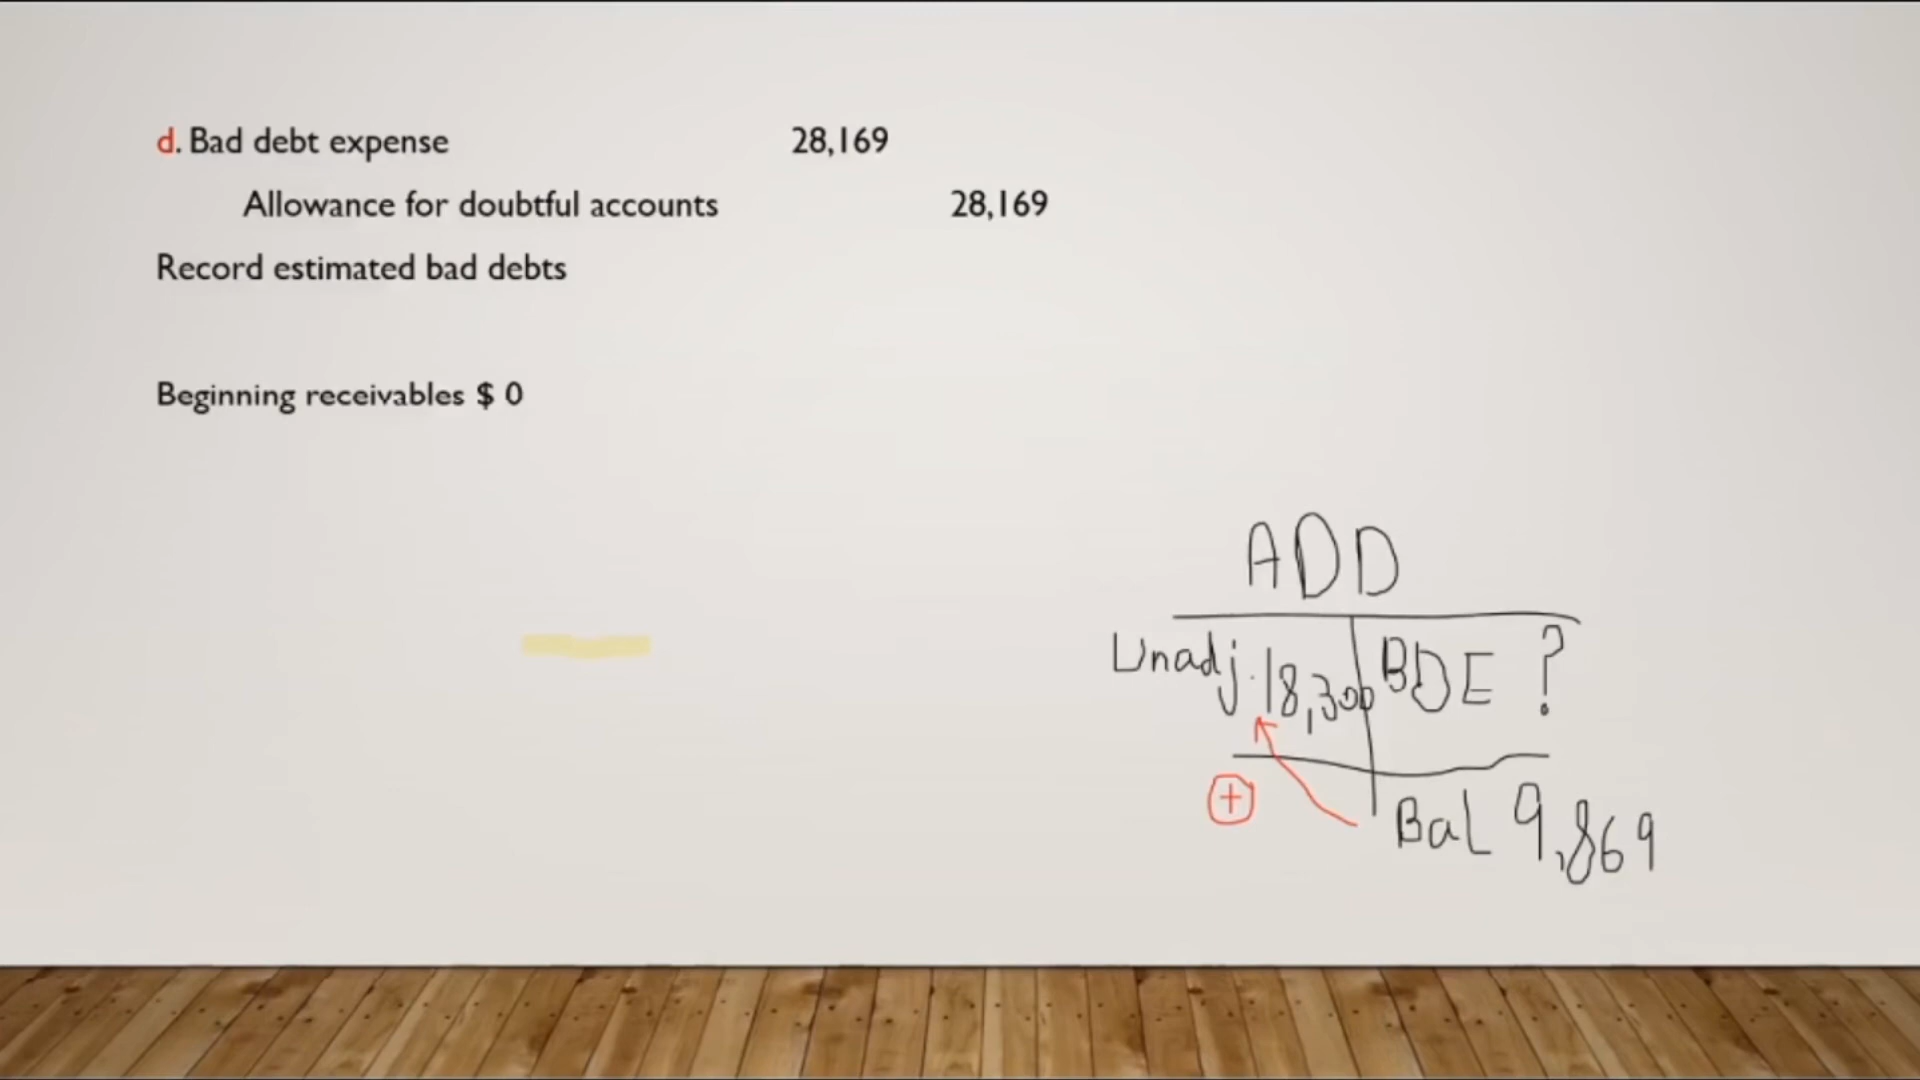 d. Bad debt expense 28,169
Allowance for doubtful accounts 28,169
Record estimated bad debts
Beginning receivables $ 0
ADD
Unadj. 18,300 BDE ?
+
Bal 9,869